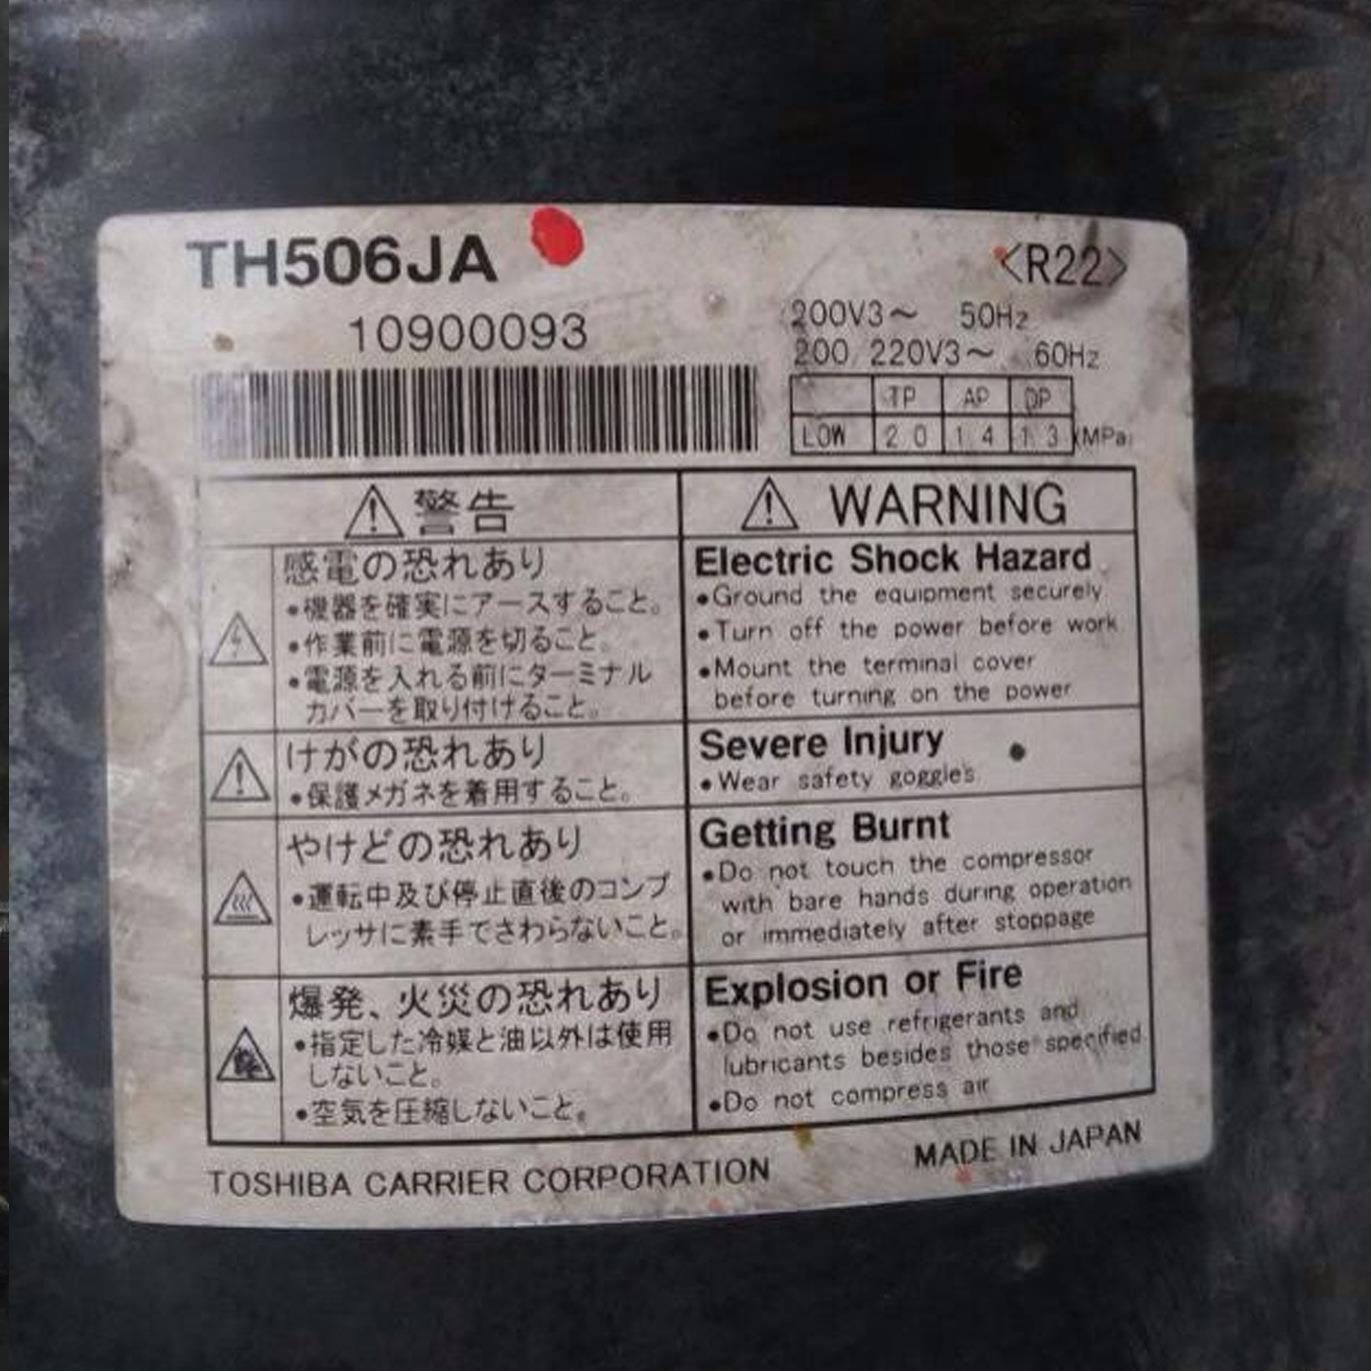 TH506JA
<R22>
10900093
200V3～ 50Hz
200 220V3～ 60Hz
TP AP DP
LOW 2.0 1.4 1.3 (MPa)
⚠ 警告
感電の恐れあり
•機器を確実にアースすること。
•作業前に電源を切ること。
•電源を入れる前にターミナル
カバーを取り付けること。
けがの恐れあり
•保護メガネを着用すること。
やけどの恐れあり
•運転中及び停止直後のコンプ
レッサに素手でさわらないこと。
爆発、火災の恐れあり
•指定した冷媒と油以外は使用
しないこと。
•空気を圧縮しないこと。
⚠ WARNING
Electric Shock Hazard
•Ground the equipment securely
•Turn off the power before work
•Mount the terminal cover
before turning on the power
Severe Injury
•Wear safety goggles
Getting Burnt
•Do not touch the compressor
with bare hands during operation
or immediately after stoppage
Explosion or Fire
•Do not use refrigerants and
lubricants besides those specified
•Do not compress air
TOSHIBA CARRIER CORPORATION
MADE IN JAPAN